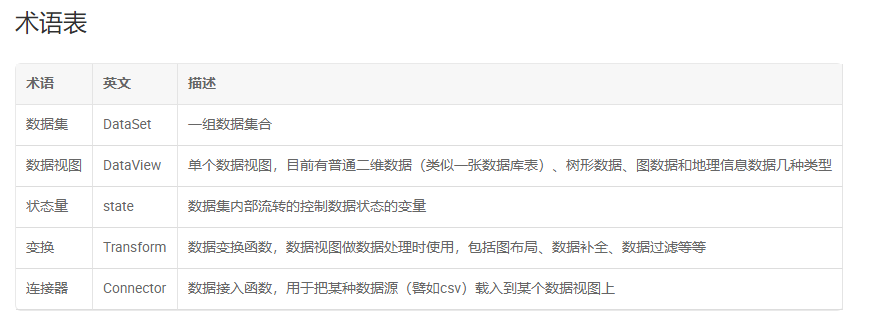 术语表
术语 英文 描述
数据集 DataSet 一组数据集合
数据视图 DataView 单个数据视图，目前有普通二维数据（类似一张数据库表）、树形数据、图数据和地理信息数据几种类型
状态量 state 数据集内部流转的控制数据状态的变量
变换 Transform 数据变换函数，数据视图做数据处理时使用，包括图布局、数据补全、数据过滤等等
连接器 Connector 数据接入函数，用于把某种数据源（譬如csv）载入到某个数据视图上